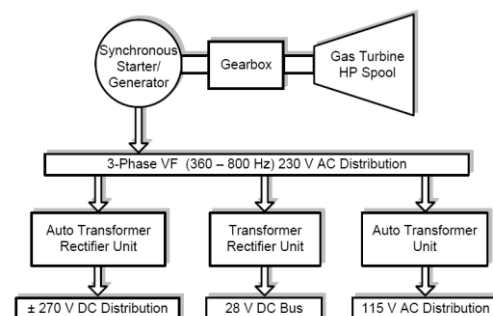 Synchronous
Starter/
Generator
Gearbox
Gas Turbine
HP Spool
3-Phase VF (360 – 800 Hz) 230 V AC Distribution
Auto Transformer
Rectifier Unit
Transformer
Rectifier Unit
Auto Transformer
Unit
± 270 V DC Distribution
28 V DC Bus
115 V AC Distribution